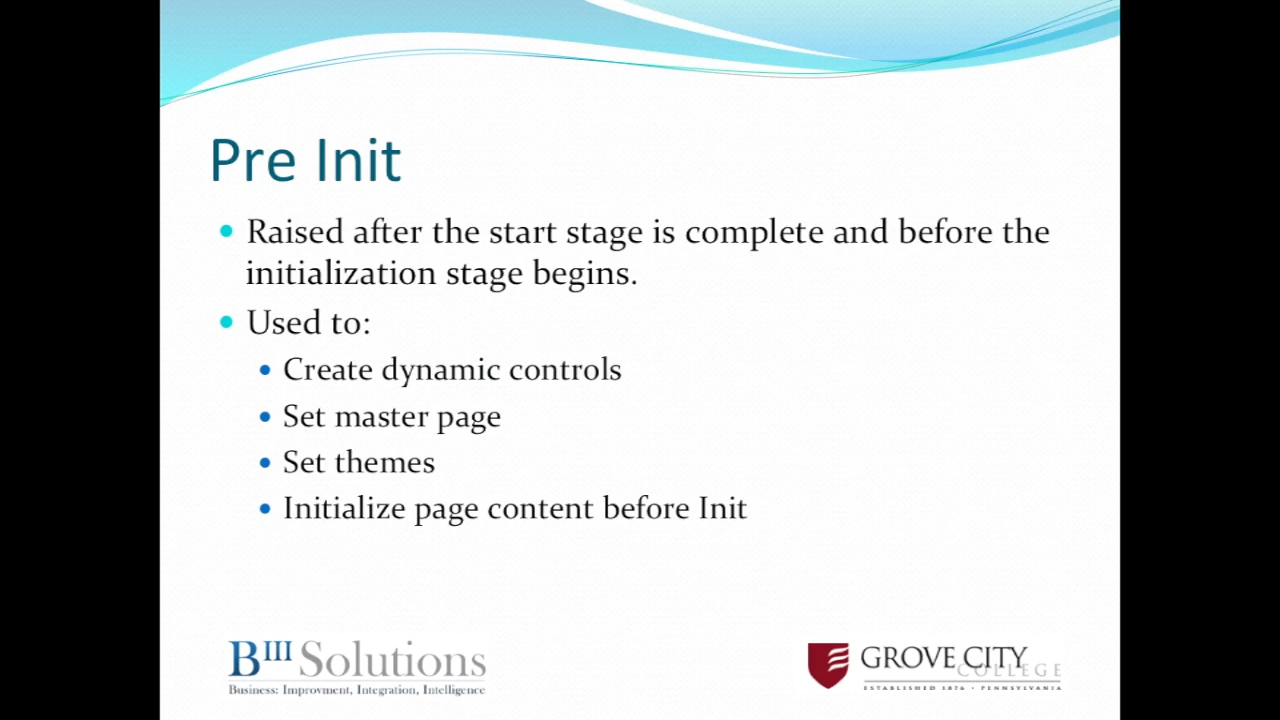 Pre Init
Raised after the start stage is complete and before the
initialization stage begins.
Used to:
Create dynamic controls
Set master page
Set themes
Initialize page content before Init
BIII Solutions
Business: Improvment, Integration, Intelligence
GROVE CITY
COLLEGE
ESTABLISHED 1876 • PENNSYLVANIA